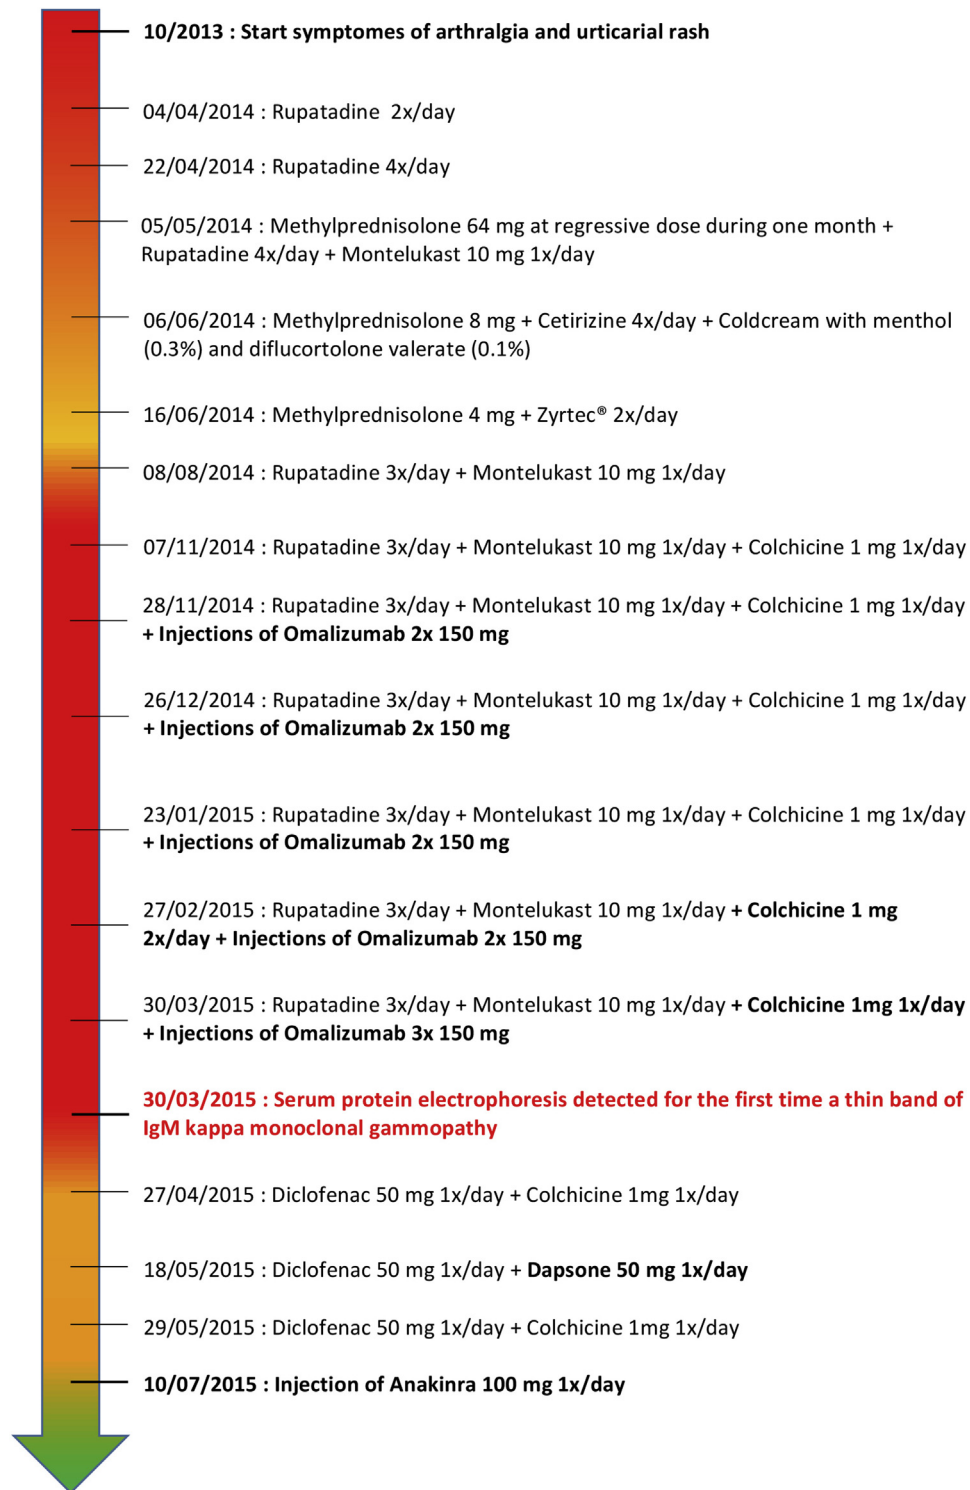 10/2013 : Start symptomes of arthralgia and urticarial rash
04/04/2014 : Rupatadine 2x/day
22/04/2014 : Rupatadine 4x/day
05/05/2014 : Methylprednisolone 64 mg at regressive dose during one month +
Rupatadine 4x/day + Montelukast 10 mg 1x/day
06/06/2014 : Methylprednisolone 8 mg + Cetirizine 4x/day + Coldcream with menthol
(0.3%) and diflucortolone valerate (0.1%)
16/06/2014 : Methylprednisolone 4 mg + Zyrtec® 2x/day
08/08/2014 : Rupatadine 3x/day + Montelukast 10 mg 1x/day
07/11/2014 : Rupatadine 3x/day + Montelukast 10 mg 1x/day + Colchicine 1 mg 1x/day
28/11/2014 : Rupatadine 3x/day + Montelukast 10 mg 1x/day + Colchicine 1 mg 1x/day
+ Injections of Omalizumab 2x 150 mg
26/12/2014 : Rupatadine 3x/day + Montelukast 10 mg 1x/day + Colchicine 1 mg 1x/day
+ Injections of Omalizumab 2x 150 mg
23/01/2015 : Rupatadine 3x/day + Montelukast 10 mg 1x/day + Colchicine 1 mg 1x/day
+ Injections of Omalizumab 2x 150 mg
27/02/2015 : Rupatadine 3x/day + Montelukast 10 mg 1x/day + Colchicine 1 mg
2x/day + Injections of Omalizumab 2x 150 mg
30/03/2015 : Rupatadine 3x/day + Montelukast 10 mg 1x/day + Colchicine 1mg 1x/day
+ Injections of Omalizumab 3x 150 mg
30/03/2015 : Serum protein electrophoresis detected for the first time a thin band of
IgM kappa monoclonal gammopathy
27/04/2015 : Diclofenac 50 mg 1x/day + Colchicine 1mg 1x/day
18/05/2015 : Diclofenac 50 mg 1x/day + Dapsone 50 mg 1x/day
29/05/2015 : Diclofenac 50 mg 1x/day + Colchicine 1mg 1x/day
10/07/2015 : Injection of Anakinra 100 mg 1x/day